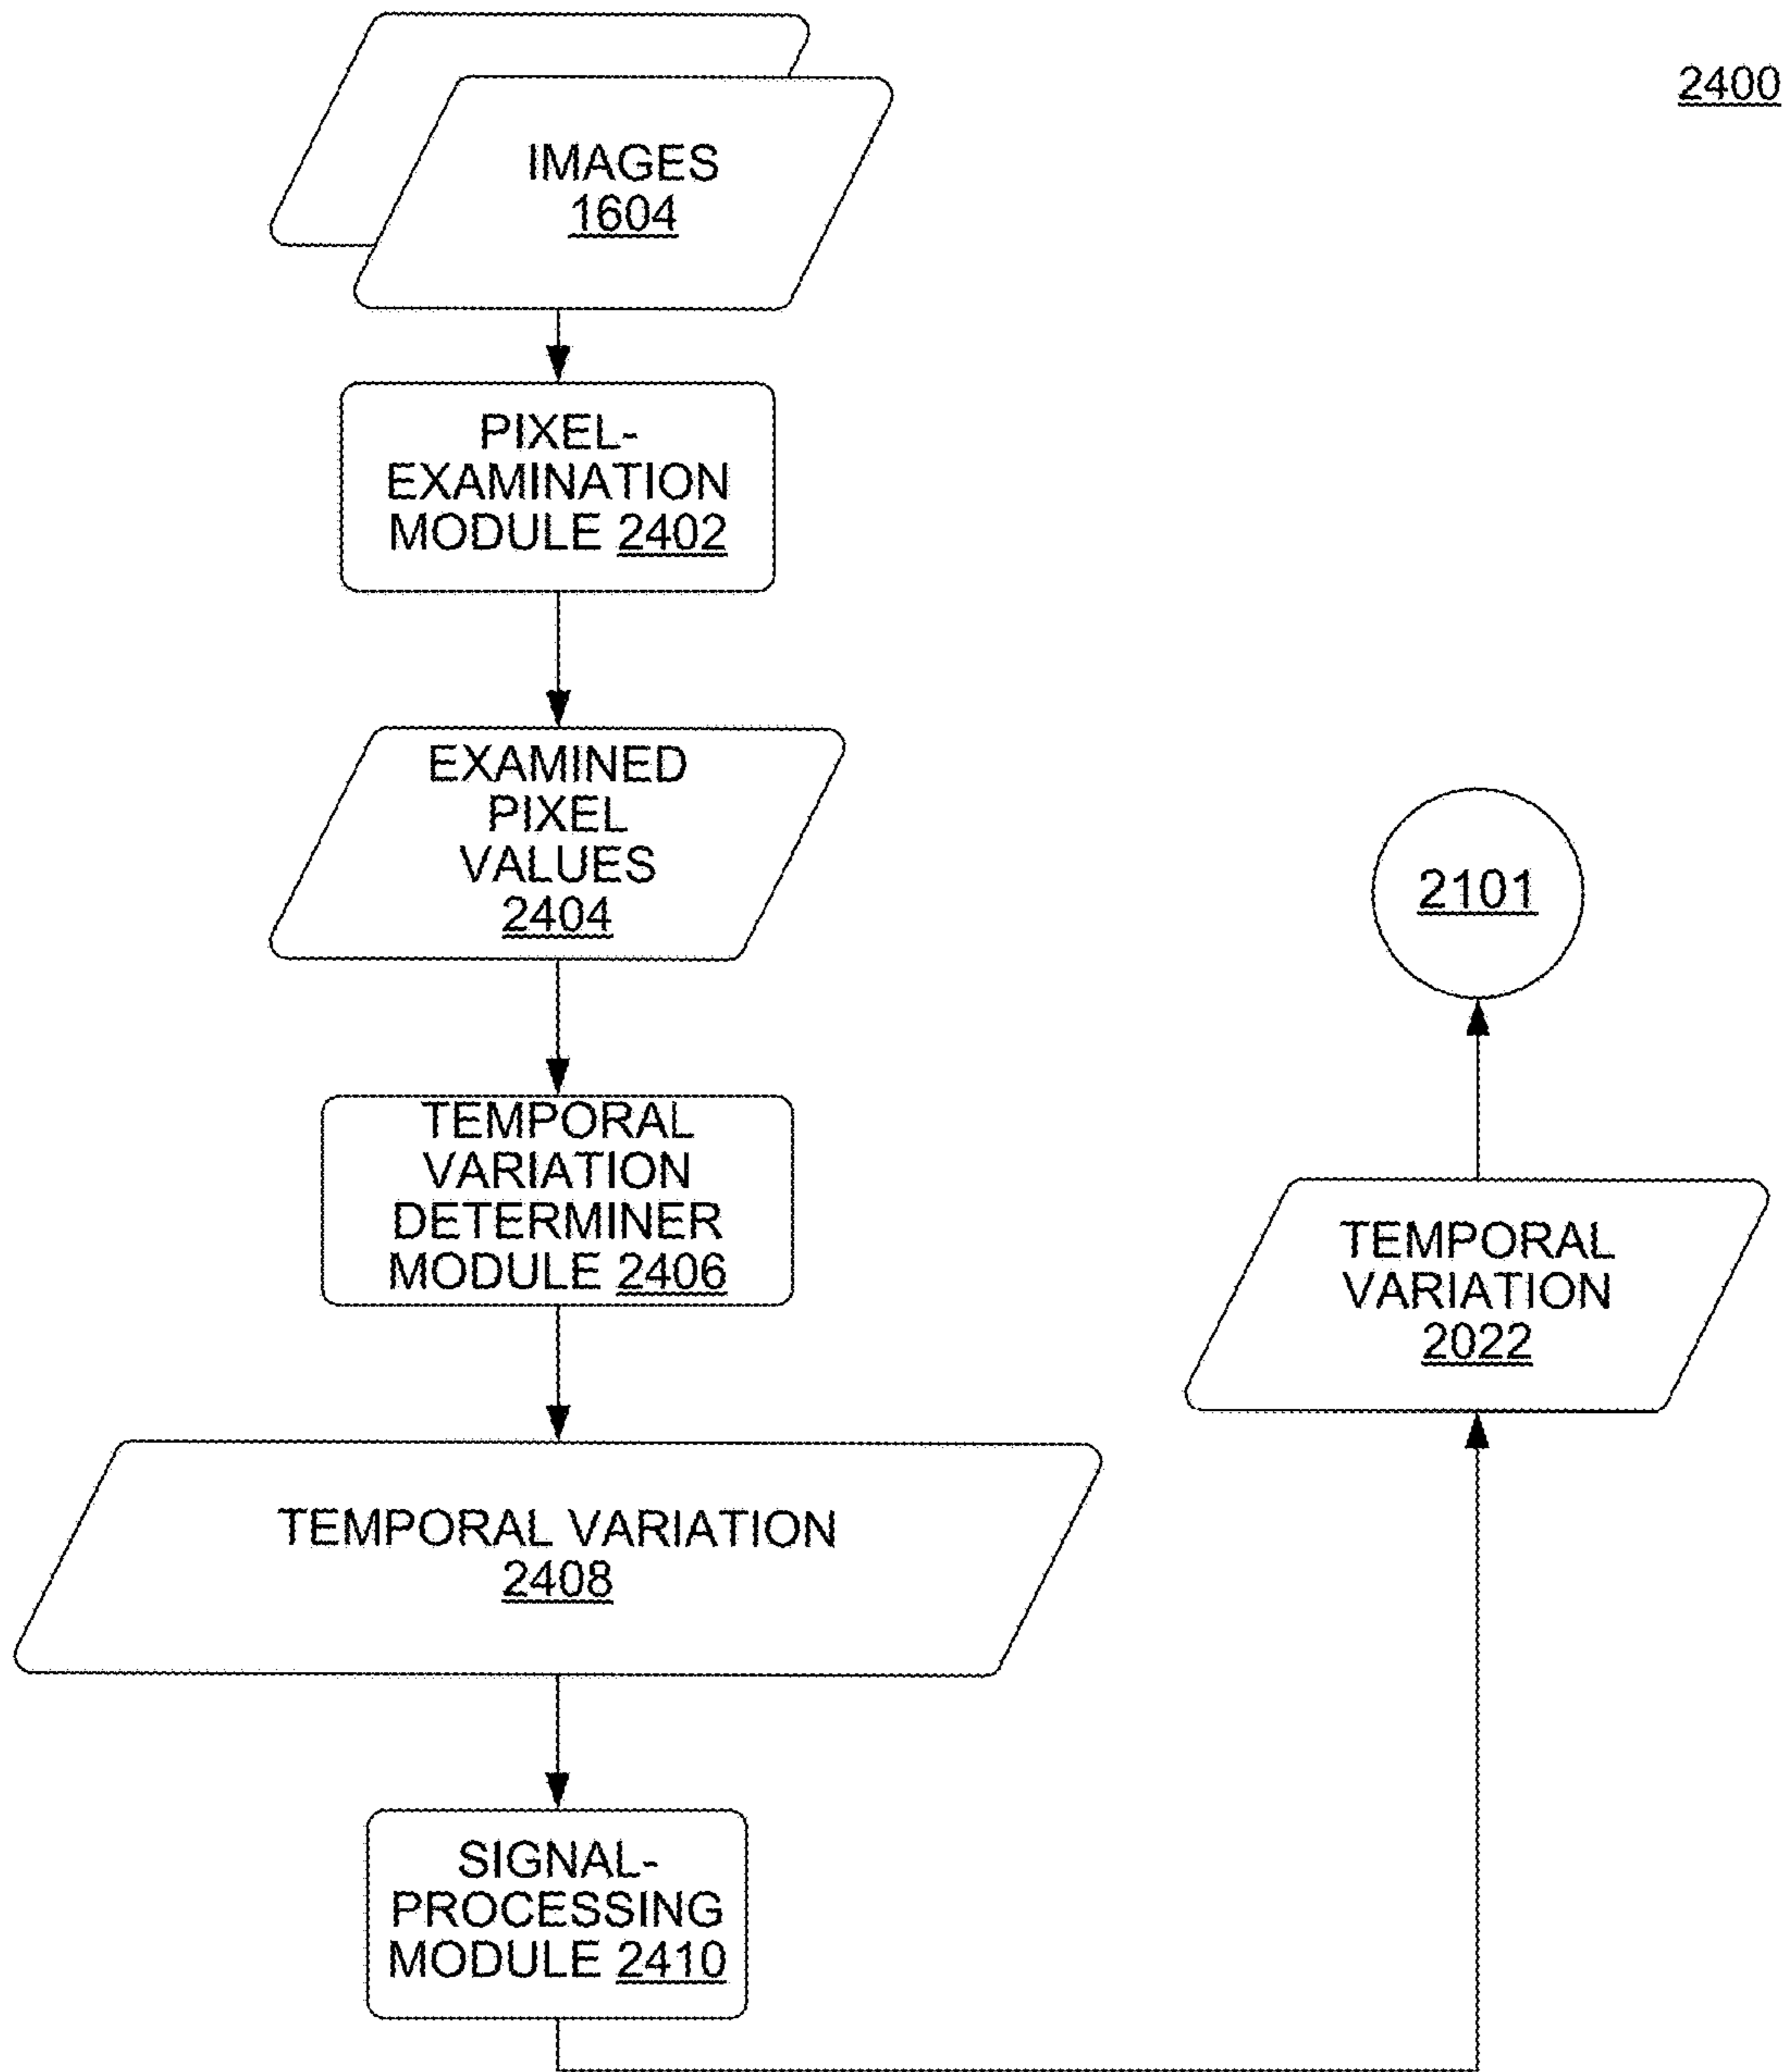 2400
IMAGES
1604
PIXEL-
EXAMINATION
MODULE 2402
EXAMINED
PIXEL
VALUES
2404
TEMPORAL
VARIATION
DETERMINER
MODULE 2406
TEMPORAL VARIATION
2408
SIGNAL-
PROCESSING
MODULE 2410
TEMPORAL
VARIATION
2022
2101